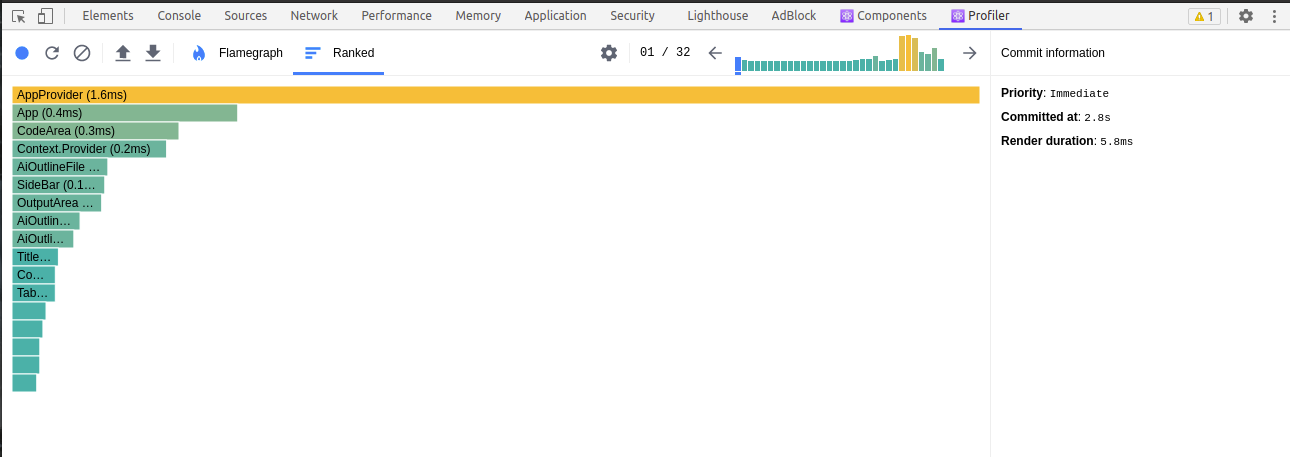 Elements Console Sources Network Performance Memory Application Security Lighthouse AdBlock Components Profiler 1
Flamegraph Ranked 01 / 32 Commit information
AppProvider (1.6ms)
App (0.4ms)
CodeArea (0.3ms)
Context.Provider (0.2ms)
AiOutlineFile ...
SideBar (0.1...
OutputArea ...
AiOutlin...
AiOutli...
Title...
Co...
Tab...
Priority: Immediate
Committed at: 2.8s
Render duration: 5.8ms